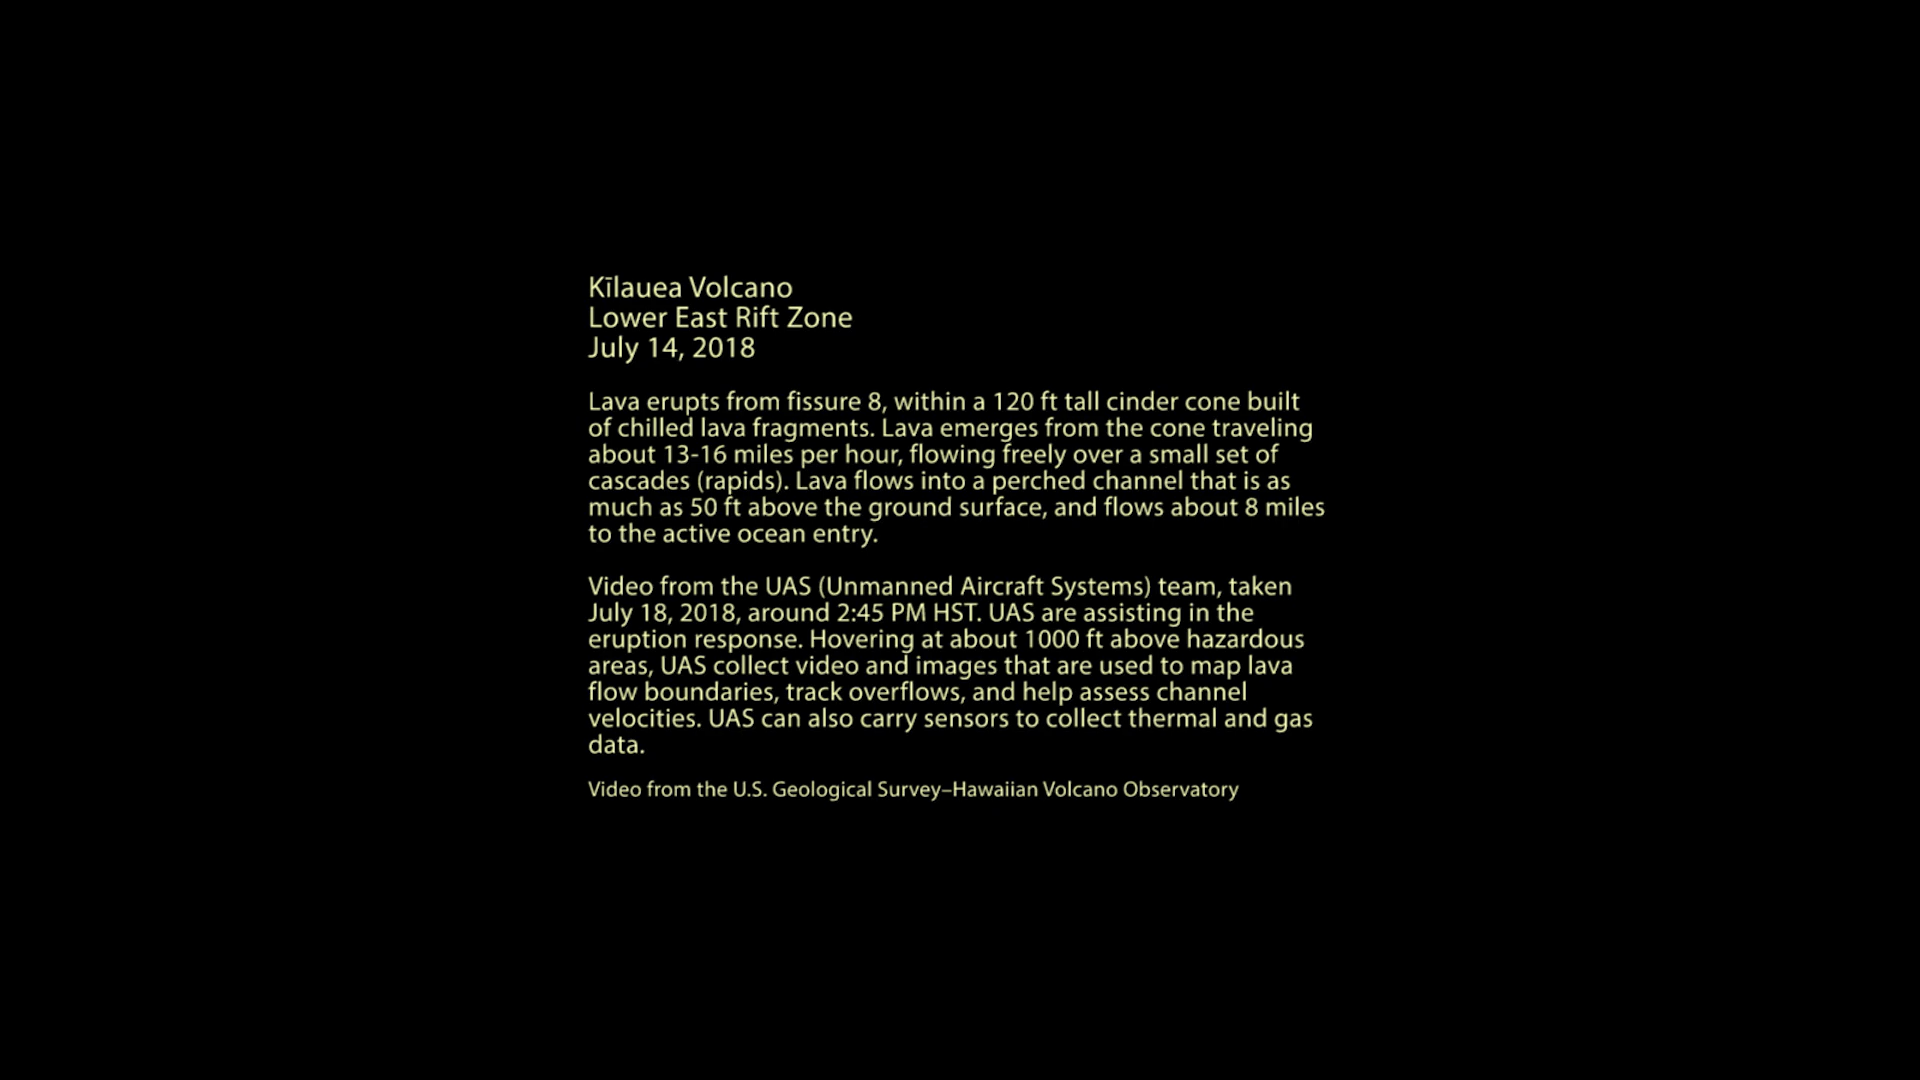 Kīlauea Volcano
Lower East Rift Zone
July 14, 2018
Lava erupts from fissure 8, within a 120 ft tall cinder cone built
of chilled lava fragments. Lava emerges from the cone traveling
about 13-16 miles per hour, flowing freely over a small set of
cascades (rapids). Lava flows into a perched channel that is as
much as 50 ft above the ground surface, and flows about 8 miles
to the active ocean entry.
Video from the UAS (Unmanned Aircraft Systems) team, taken
July 18, 2018, around 2:45 PM HST. UAS are assisting in the
eruption response. Hovering at about 1000 ft above hazardous
areas, UAS collect video and images that are used to map lava
flow boundaries, track overflows, and help assess channel
velocities. UAS can also carry sensors to collect thermal and gas
data.
Video from the U.S. Geological Survey–Hawaiian Volcano Observatory